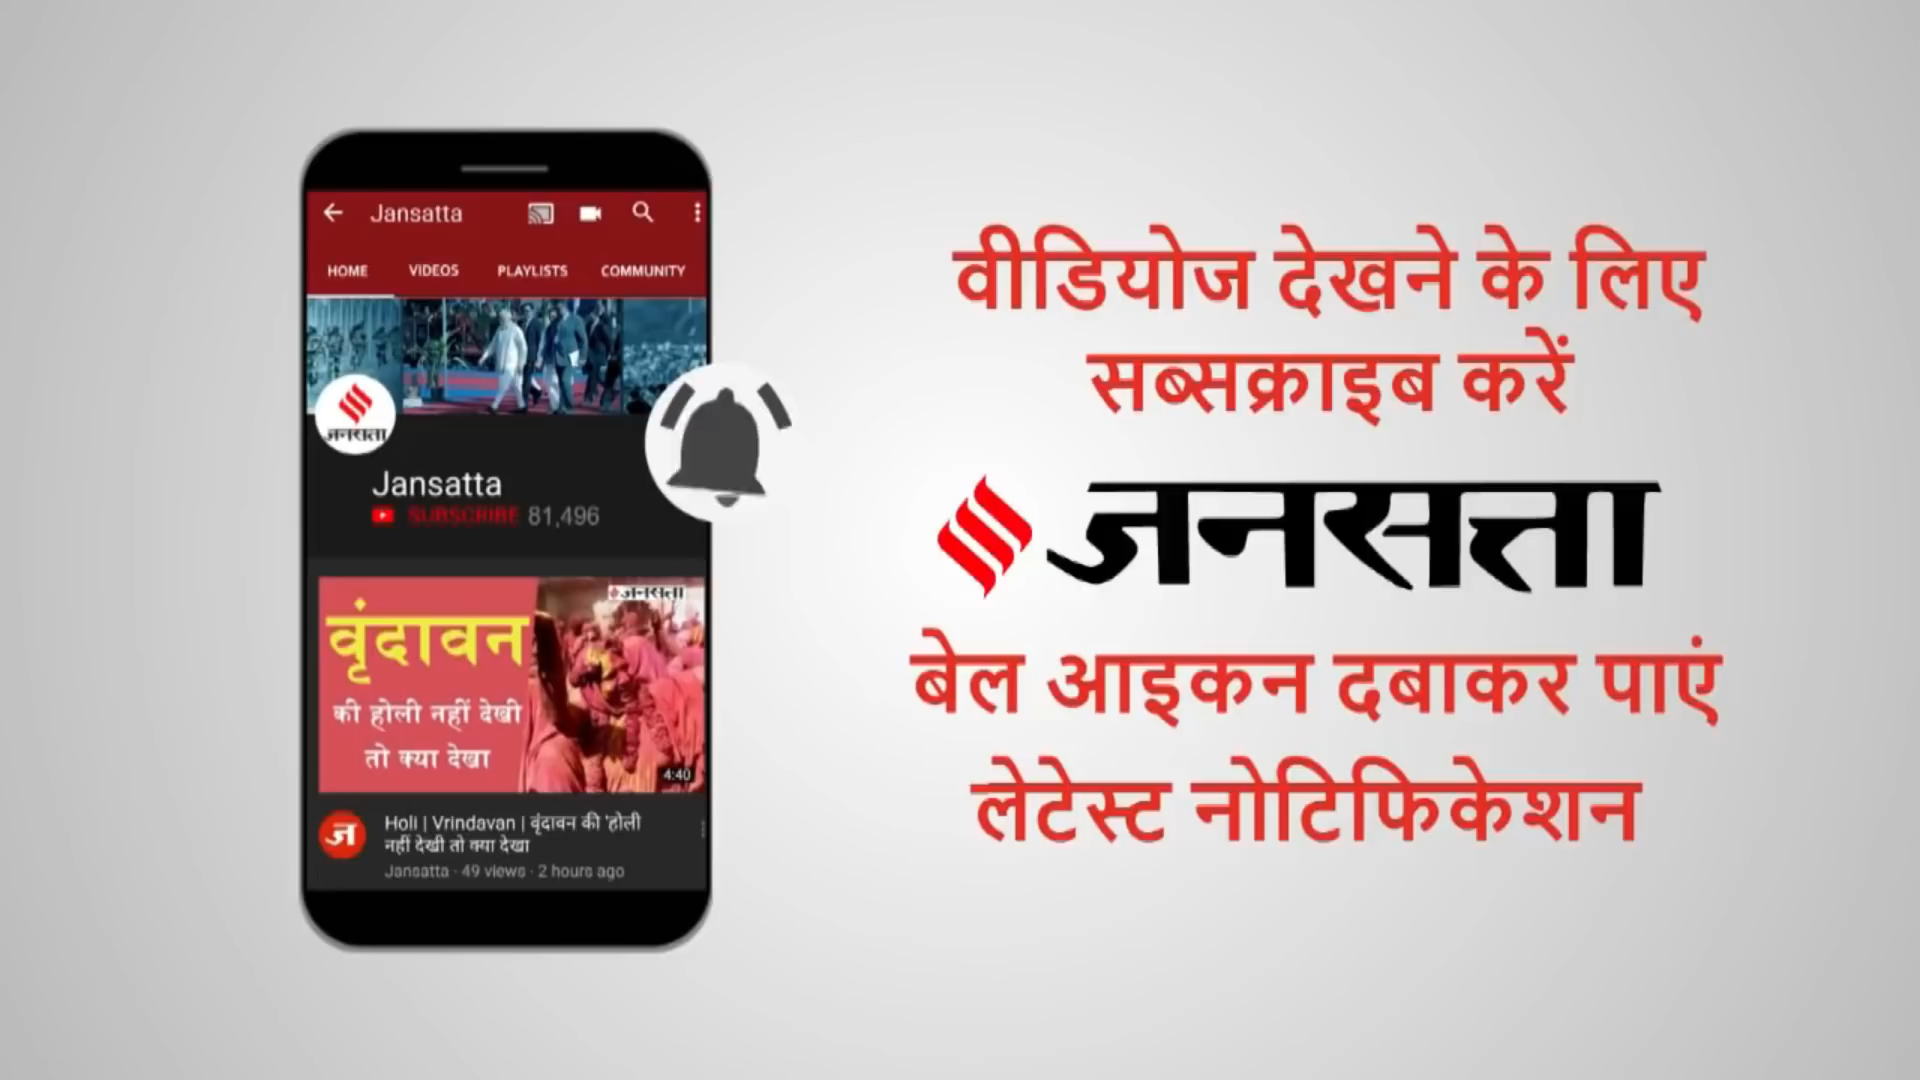 Jansatta
HOME VIDEOS PLAYLISTS COMMUNITY
जनसत्ता
Jansatta
SUBSCRIBE 81,496
जनसत्ता
वृंदावन
की होली नहीं देखी
तो क्या देखा
4:40
ज
Holi | Vrindavan | वृंदावन की 'होली
नहीं देखी तो क्या देखा
Jansatta · 49 views · 2 hours ago
वीडियोज देखने के लिए
सब्सक्राइब करें
जनसत्ता
बेल आइकन दबाकर पाएं
लेटेस्ट नोटिफिकेशन